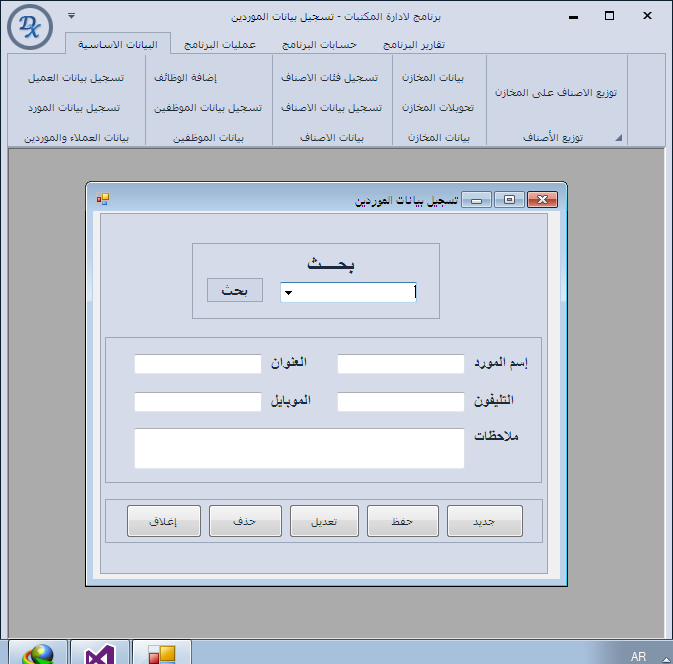 برنامج لادارة المكتبات - تسجيل بيانات الموردين
DX
البيانات الاساسية
عمليات البرنامج
حسابات البرنامج
تقارير البرنامج
تسجيل بيانات العميل
تسجيل بيانات المورد
بيانات العملاء والموردين
إضافة الوظائف
تسجيل بيانات الموظفين
بيانات الموظفين
تسجيل فئات الاصناف
تسجيل بيانات الاصناف
بيانات الاصناف
بيانات المخازن
تحويلات المخازن
بيانات المخازن
توزيع الاصناف على المخازن
توزيع الأصناف
تسجيل بيانات الموردين
بحـــث
بحث
إسم المورد
العنوان
التليفون
الموبايل
ملاحظات
جديد
حفظ
تعديل
حذف
إغلاق
AR